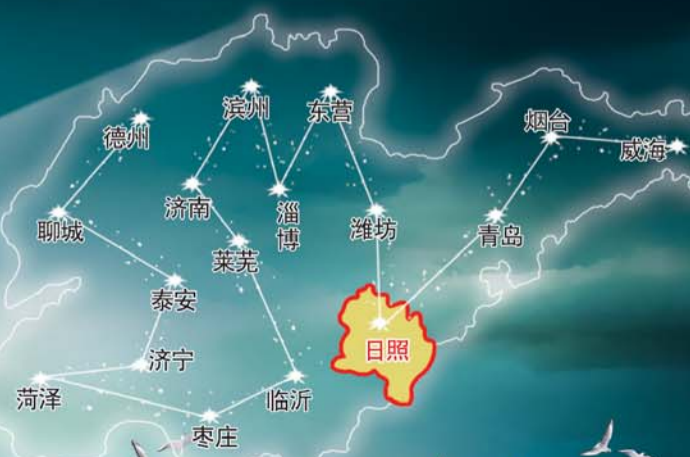 滨州
东营
德州
烟台
威海
济南
淄博
聊城
莱芜
潍坊
青岛
泰安
日照
济宁
菏泽
临沂
枣庄